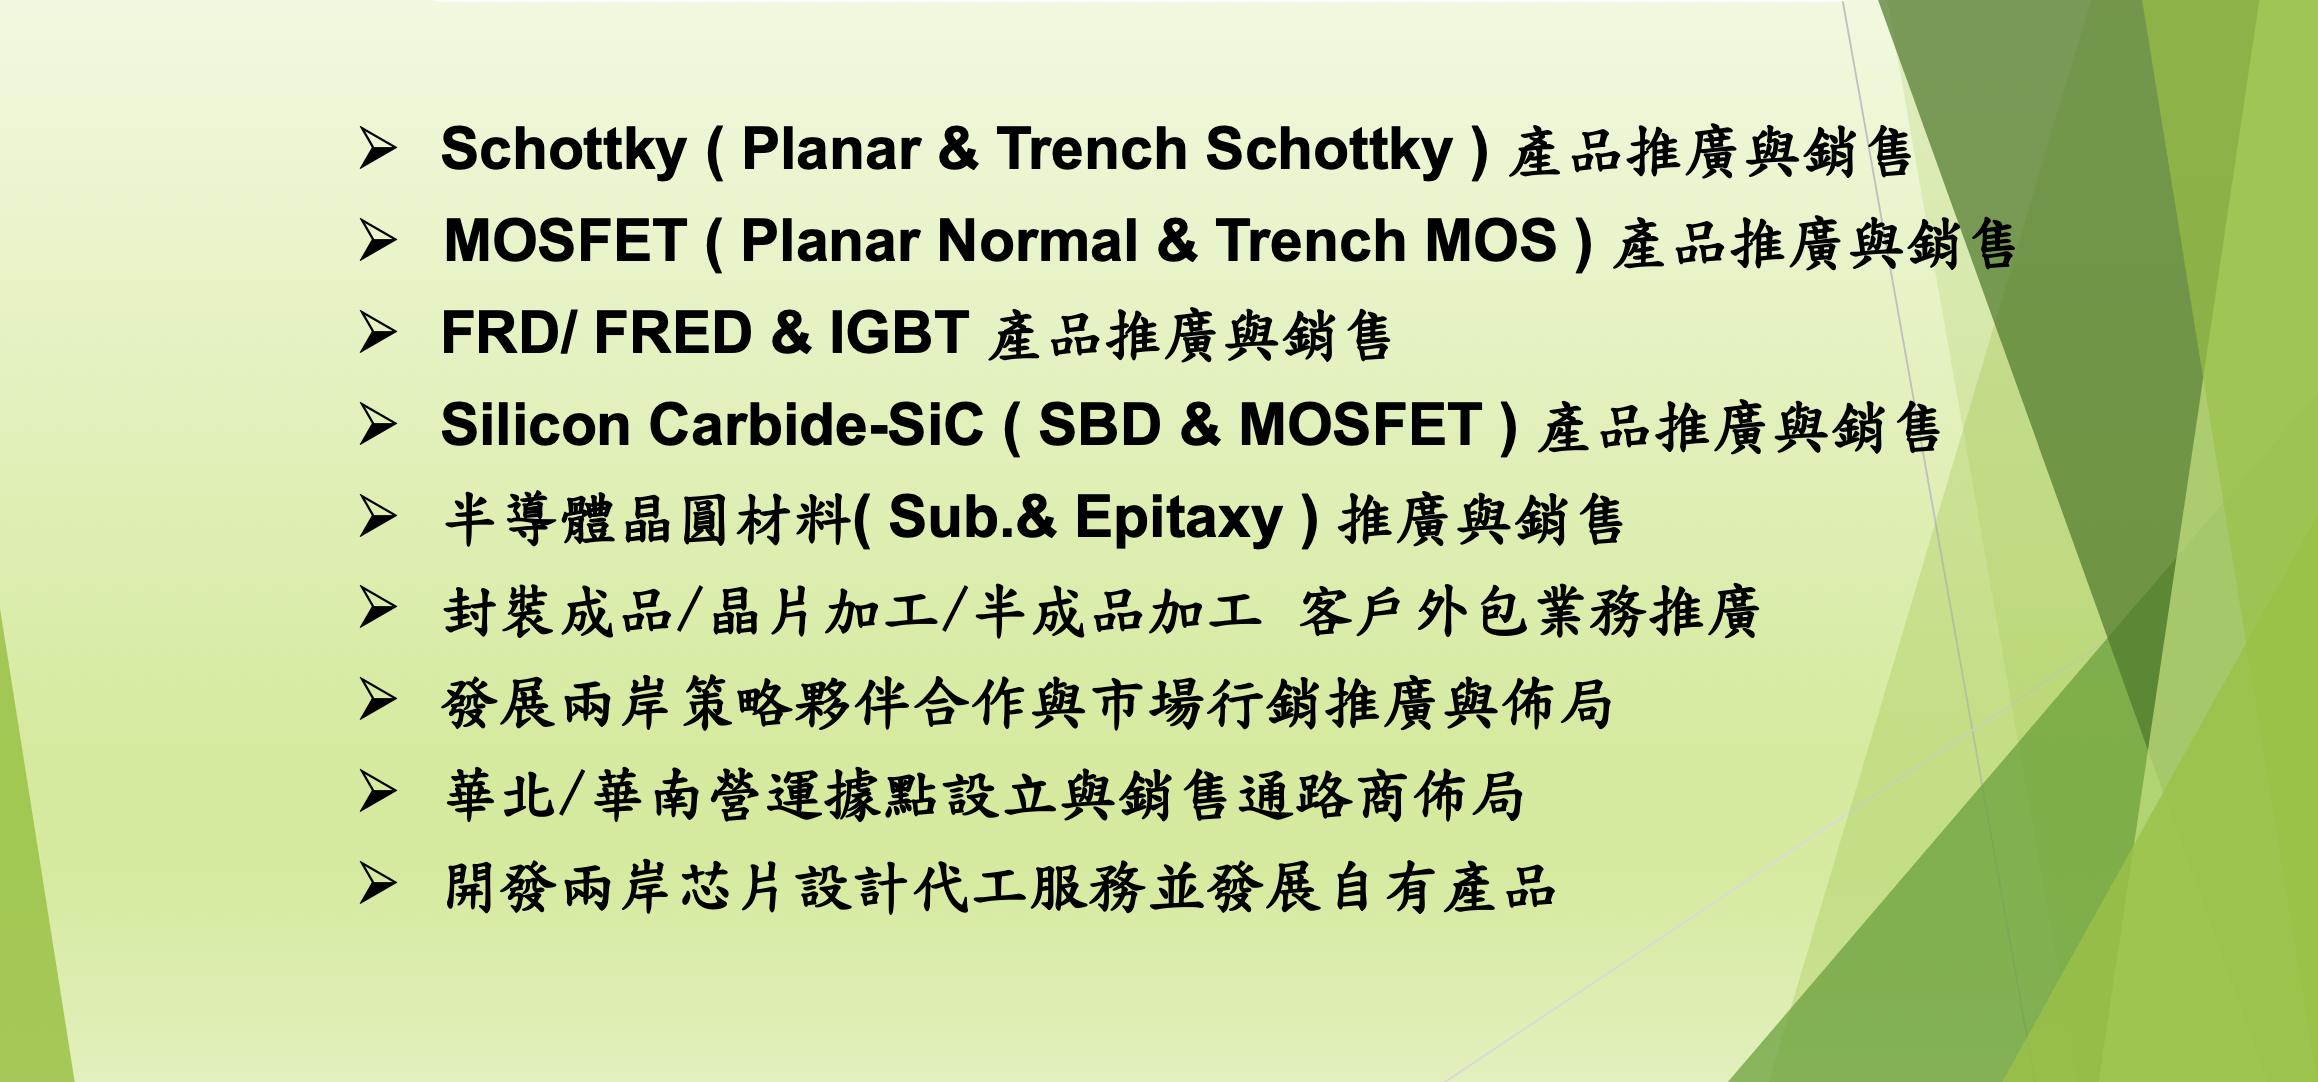 ➢ Schottky ( Planar & Trench Schottky ) 產品推廣與銷售
➢ MOSFET ( Planar Normal & Trench MOS ) 產品推廣與銷售
➢ FRD/ FRED & IGBT 產品推廣與銷售
➢ Silicon Carbide-SiC ( SBD & MOSFET ) 產品推廣與銷售
➢ 半導體晶圓材料( Sub.& Epitaxy ) 推廣與銷售
➢ 封裝成品/晶片加工/半成品加工 客戶外包業務推廣
➢ 發展兩岸策略夥伴合作與市場行銷推廣與佈局
➢ 華北/華南營運據點設立與銷售通路商佈局
➢ 開發兩岸芯片設計代工服務並發展自有產品